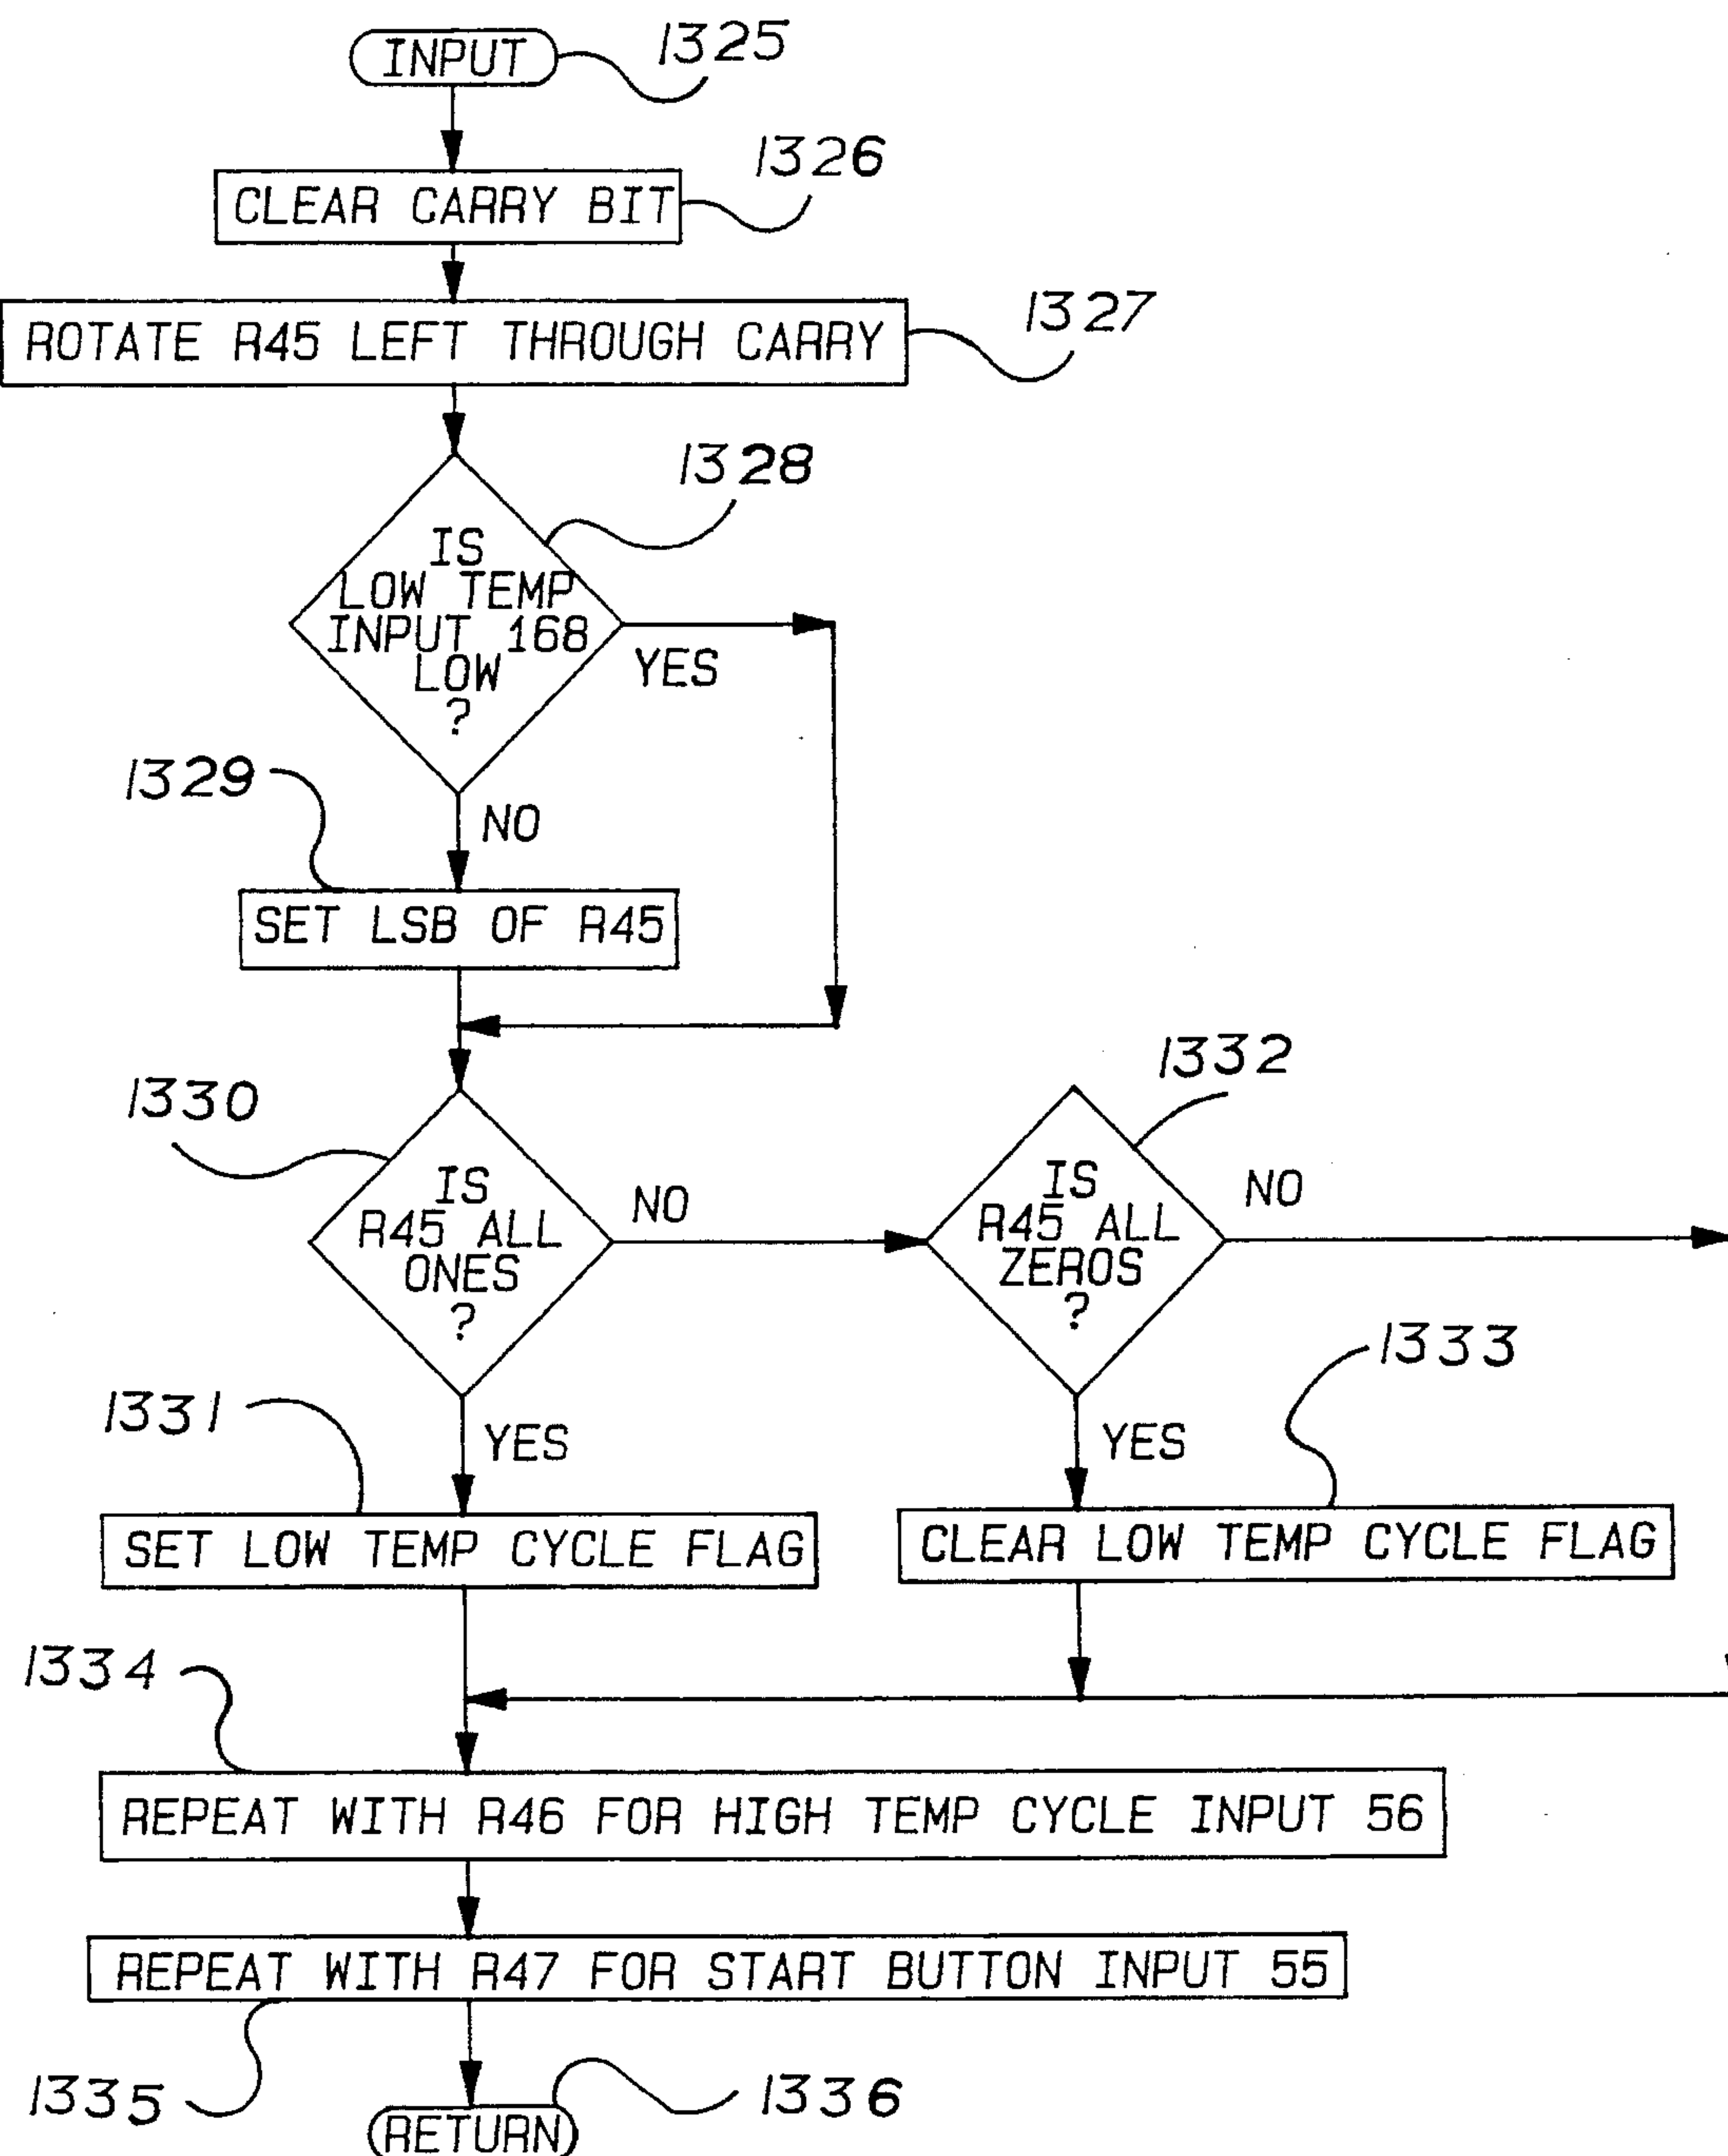 INPUT
1325
1326
CLEAR CARRY BIT
1327
ROTATE R45 LEFT THROUGH CARRY
1328
IS
LOW TEMP
INPUT 168
LOW
?
YES
1329
NO
SET LSB OF R45
1330
IS
R45 ALL
ONES
?
NO
1332
IS
R45 ALL
ZEROS
?
NO
1331
YES
1333
YES
SET LOW TEMP CYCLE FLAG
CLEAR LOW TEMP CYCLE FLAG
1334
REPEAT WITH R46 FOR HIGH TEMP CYCLE INPUT 56
REPEAT WITH R47 FOR START BUTTON INPUT 55
1335
1336
RETURN